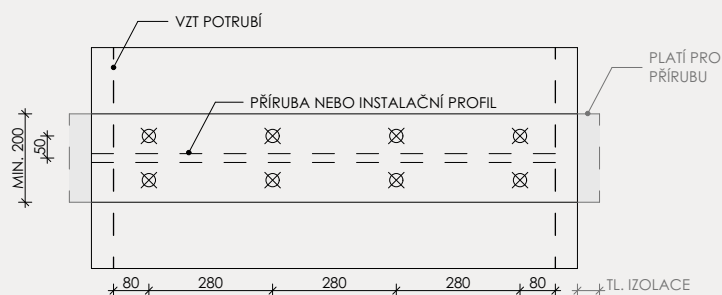 VZT POTRUBÍ
PLATÍ PRO
PŘÍRUBU
PŘÍRUBA NEBO INSTALAČNÍ PROFIL
MIN. 200
50
80 280 280 280 80 TL. IZOLACE